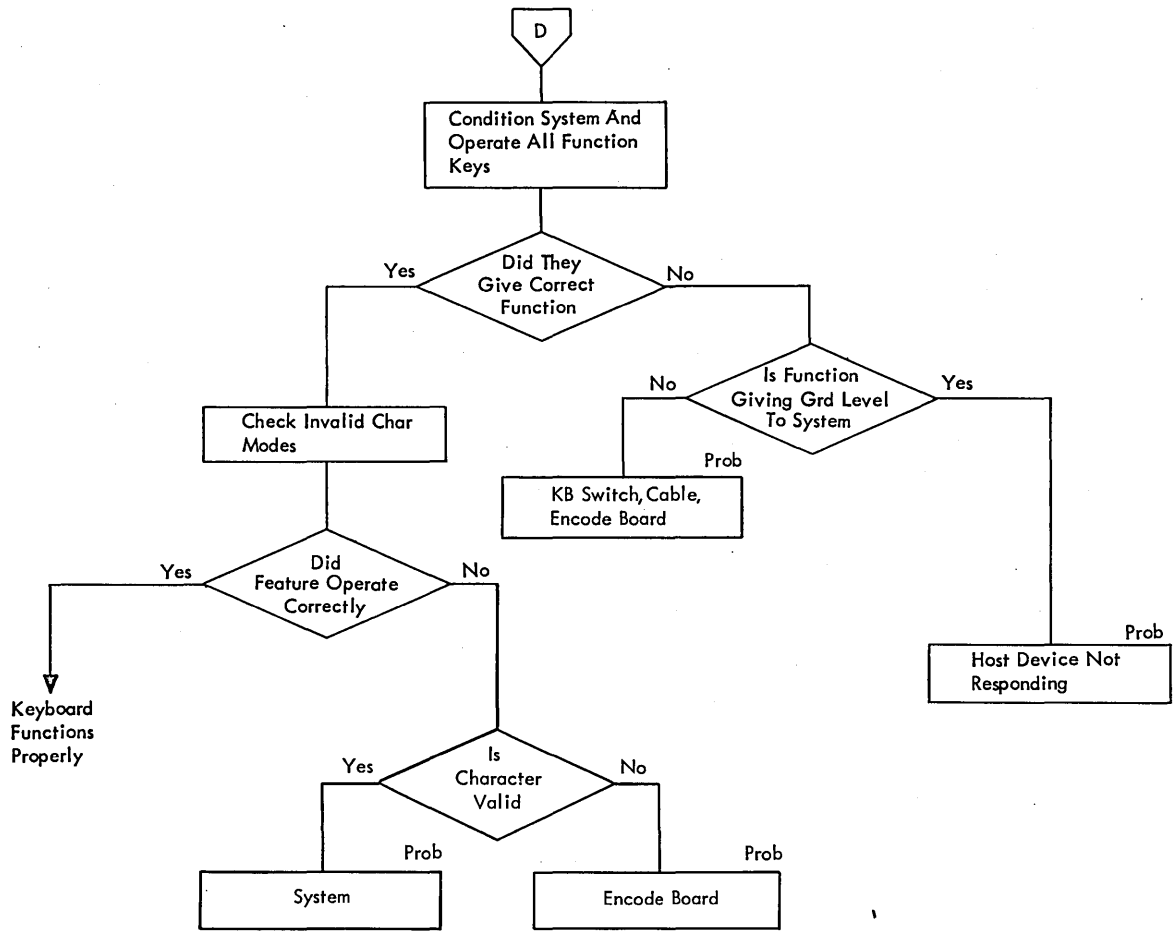 D
Condition System And
Operate All Function
Keys
Did They
Give Correct
Function
Yes
No
Is Function
Giving Grd Level
To System
No
Yes
Check Invalid Char
Modes
Prob
KB Switch, Cable,
Encode Board
Did
Feature Operate
Correctly
Yes
No
Prob
Host Device Not
Responding
Keyboard
Functions
Properly
Is
Character
Valid
Yes
No
Prob
System
Prob
Encode Board